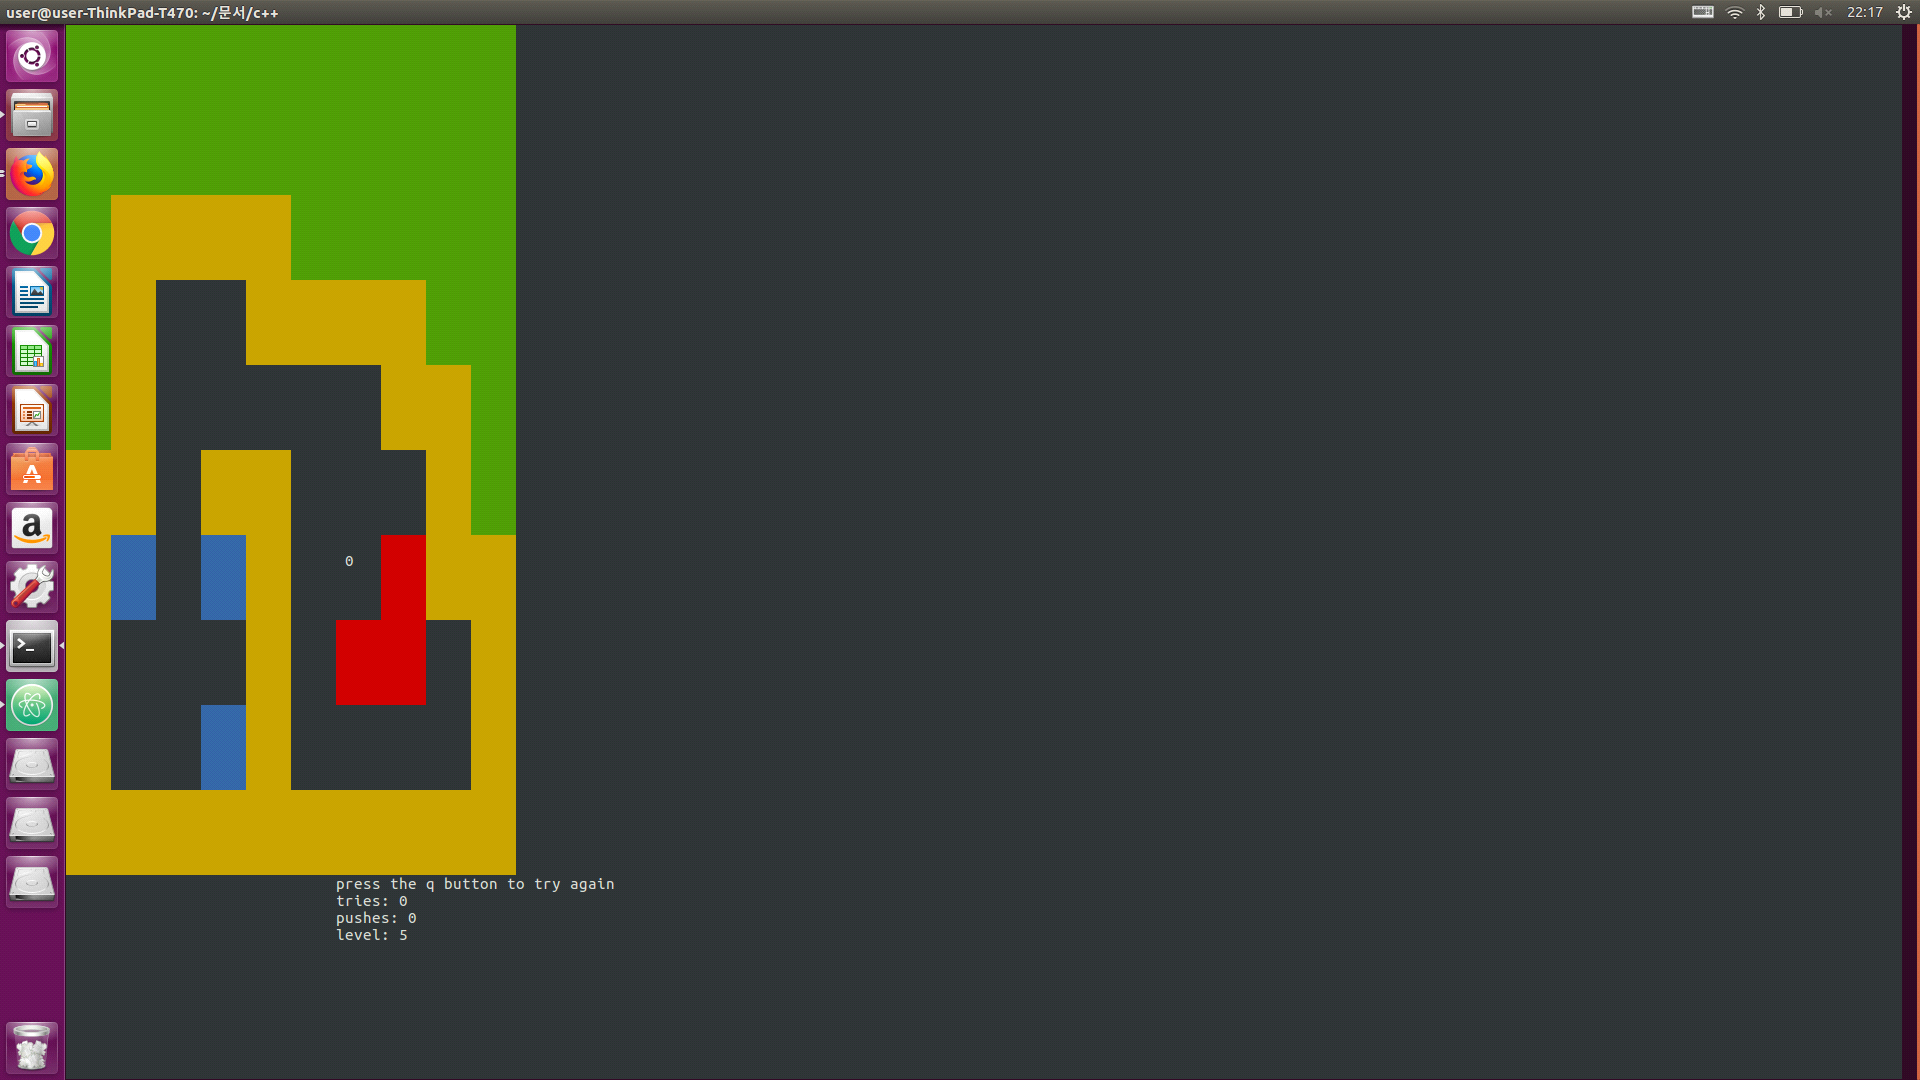 user@user-ThinkPad-T470: ~/문서/c++
22:17
0
press the q button to try again
tries: 0
pushes: 0
level: 5